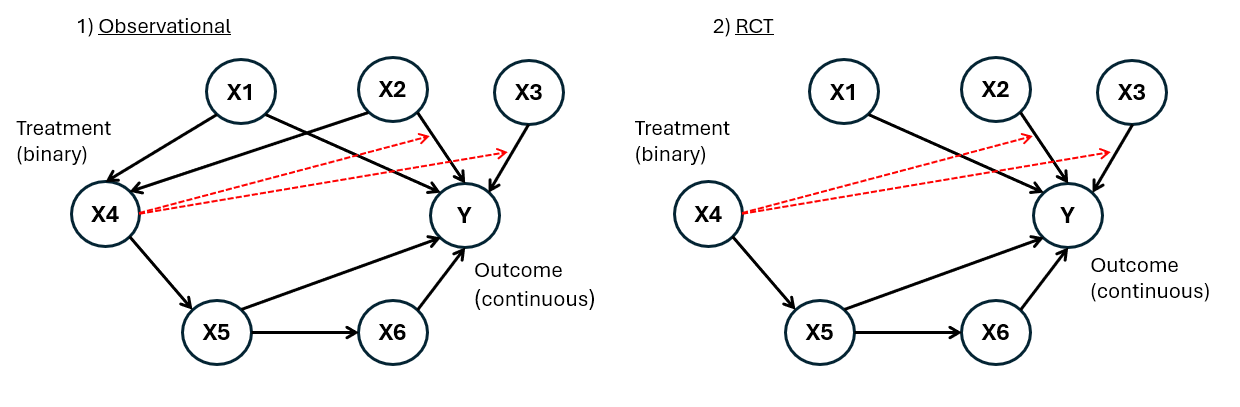 1) Observational
X1
X2
X3
Treatment
(binary)
X4
Y
Outcome
(continuous)
X5
X6
2) RCT
X1
X2
X3
Treatment
(binary)
X4
Y
Outcome
(continuous)
X5
X6